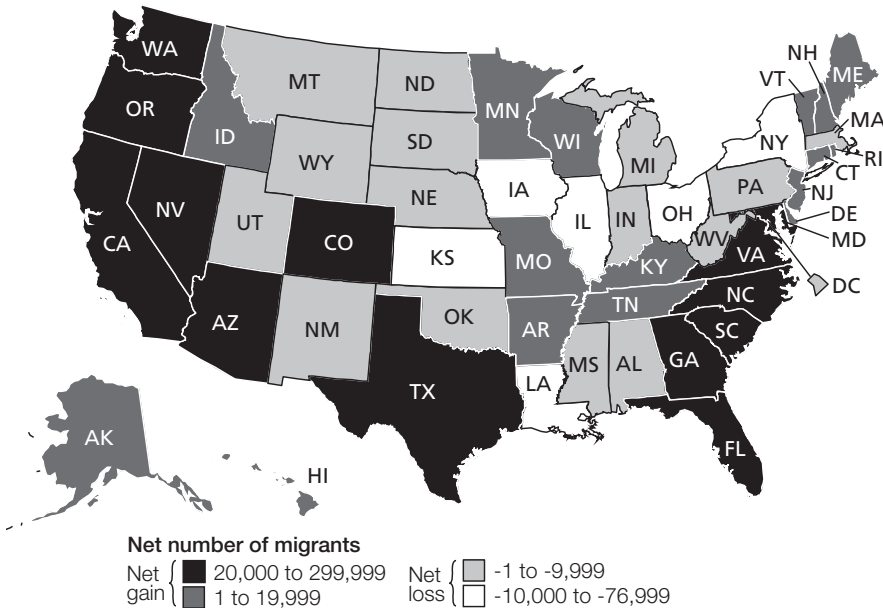 WA
MT
ND
MN
NH
VT
ME
OR
ID
SD
WI
MA
NY
WY
MI
RI
CT
IA
NE
PA
NJ
NV
UT
IL
IN
OH
DE
CA
CO
KS
MO
WV
VA
MD
KY
DC
AZ
NM
OK
TN
NC
AR
SC
TX
LA
MS
AL
GA
AK
FL
HI
Net number of migrants
Net gain
20,000 to 299,999
1 to 19,999
Net loss
-1 to -9,999
-10,000 to -76,999